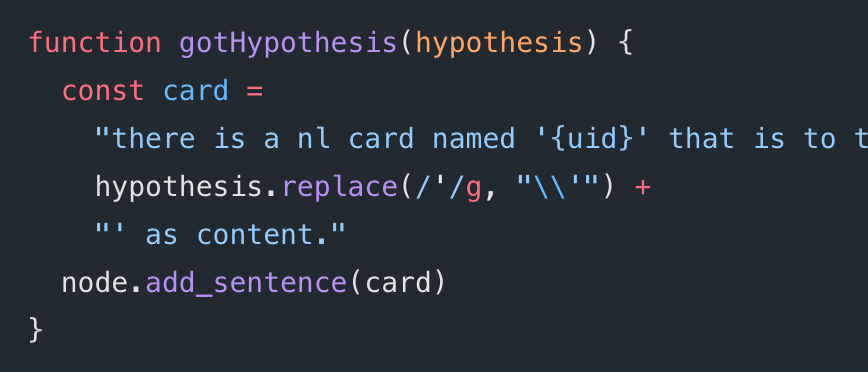 function gotHypothesis(hypothesis) {
const card =
"there is a nl card named '{uid}' that is to
hypothesis.replace(/'/g, "\\'") +
"' as content."
node.add_sentence(card)
}